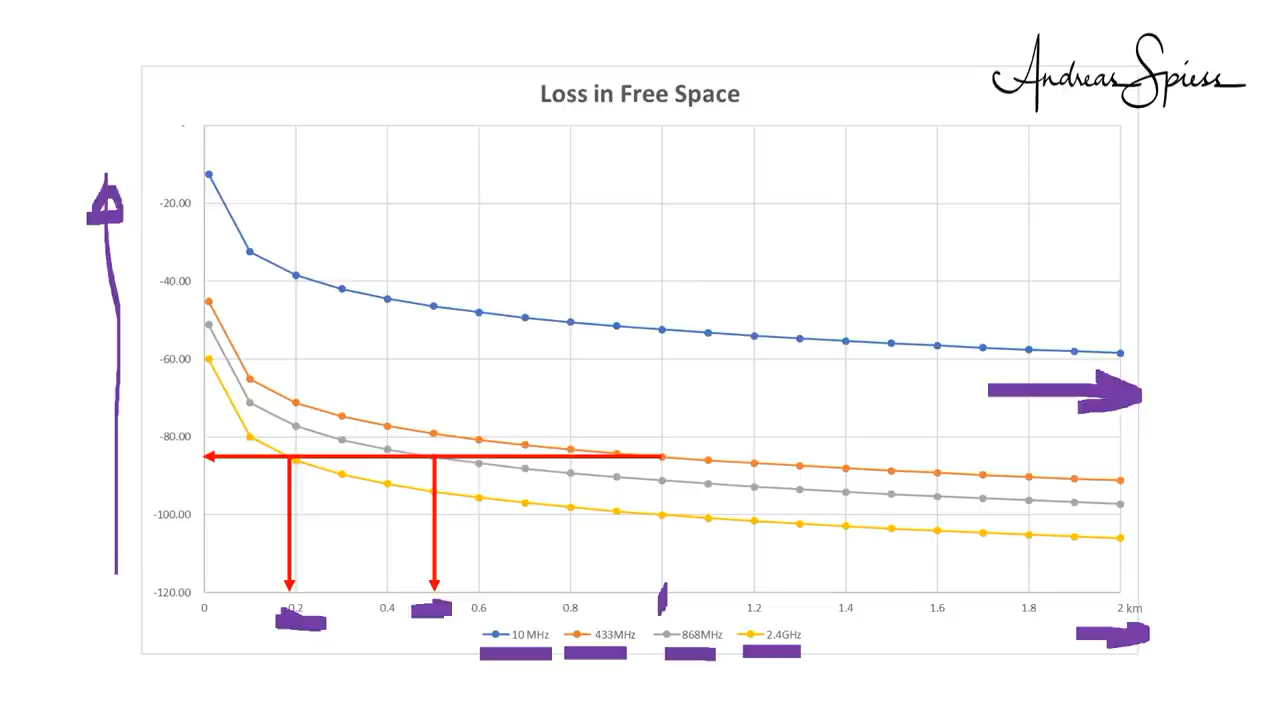 Andreas Spiess
Loss in Free Space
-
-20.00
-40.00
-60.00
-80.00
-100.00
-120.00
0 0.2 0.4 0.6 0.8 1.2 1.4 1.6 1.8 2 km
10 MHz 433MHz 868MHz 2.4GHz